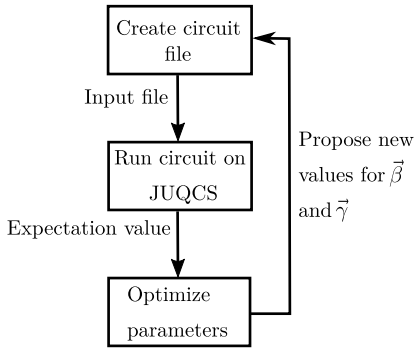 Create circuit
file
Input file
Run circuit on
JUQCS
Propose new
values for β⃗
and γ⃗
Expectation value
Optimize
parameters